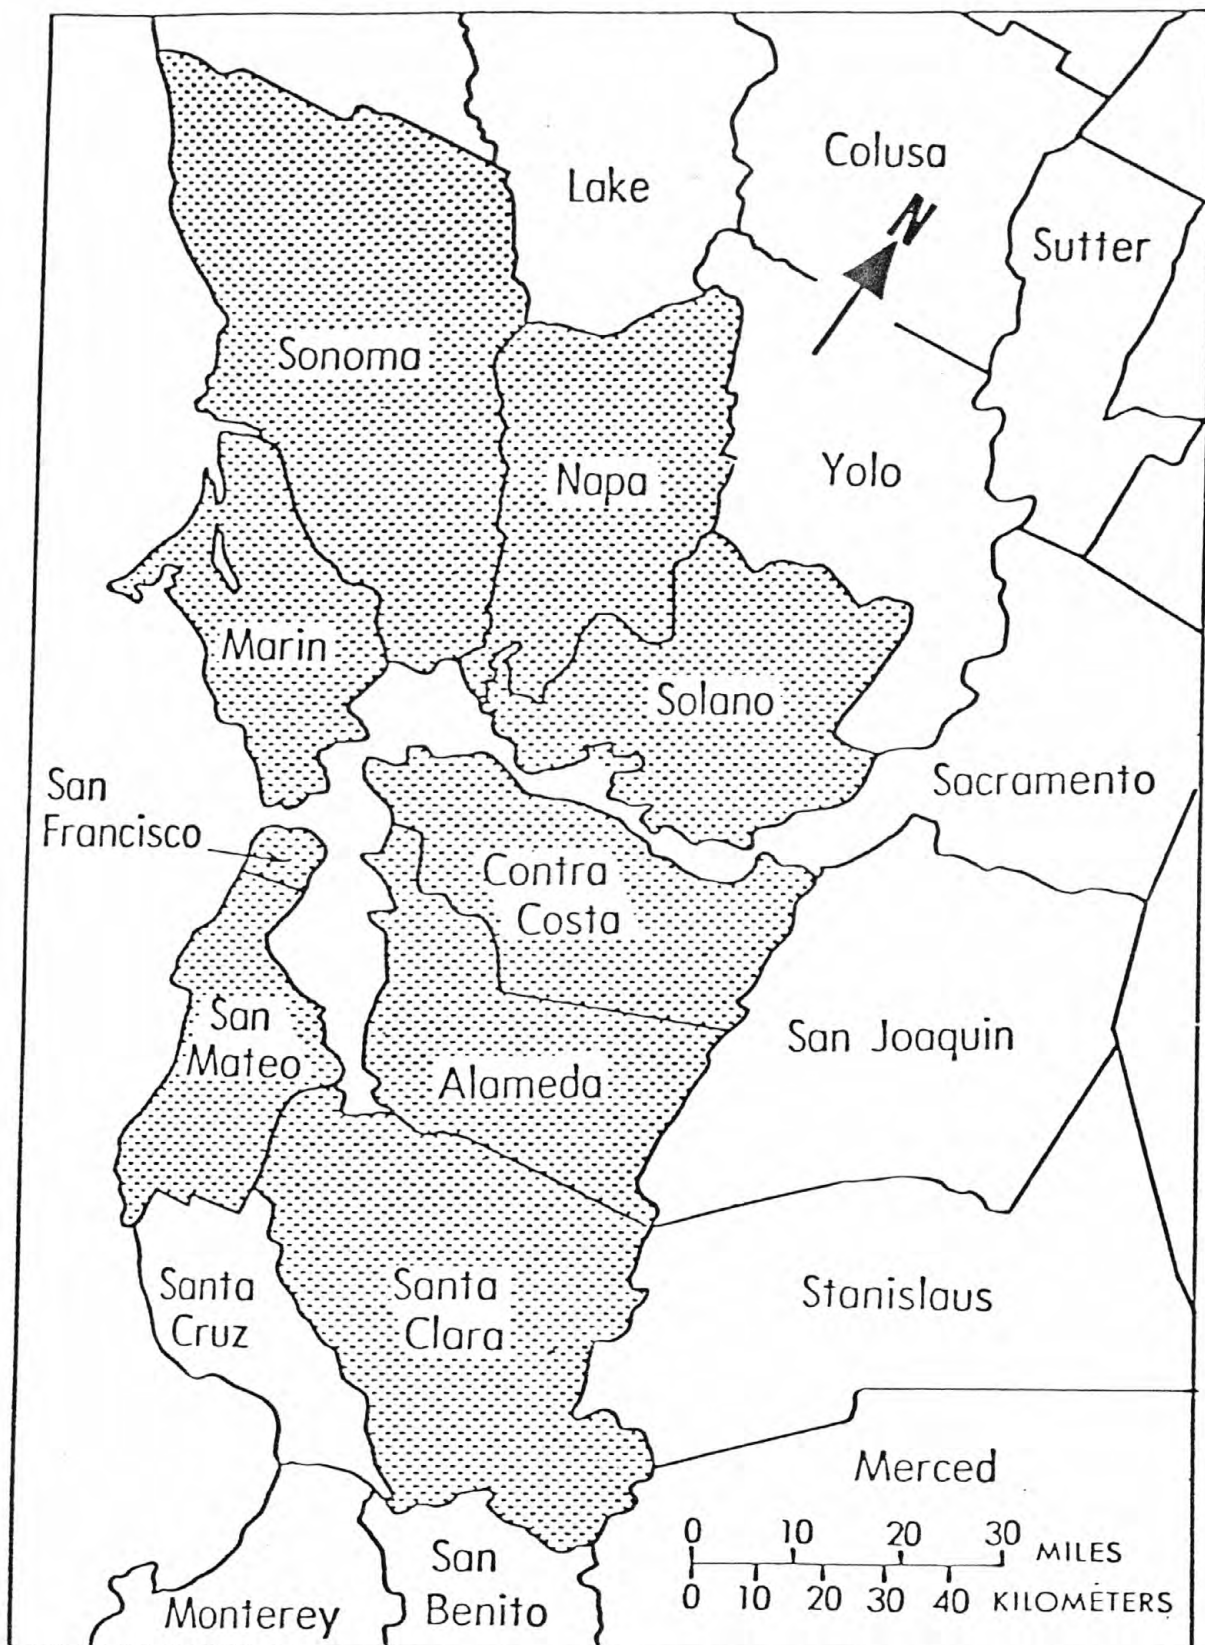 Colusa
Lake
N
Sutter
Sonoma
Napa
Yolo
Marin
Solano
San
Francisco
Sacramento
Contra
Costa
San
Mateo
San Joaquin
Alameda
Santa
Cruz
Santa
Clara
Stanislaus
Merced
San
Benito
Monterey
0 10 20 30 MILES
0 10 20 30 40 KILOMETERS